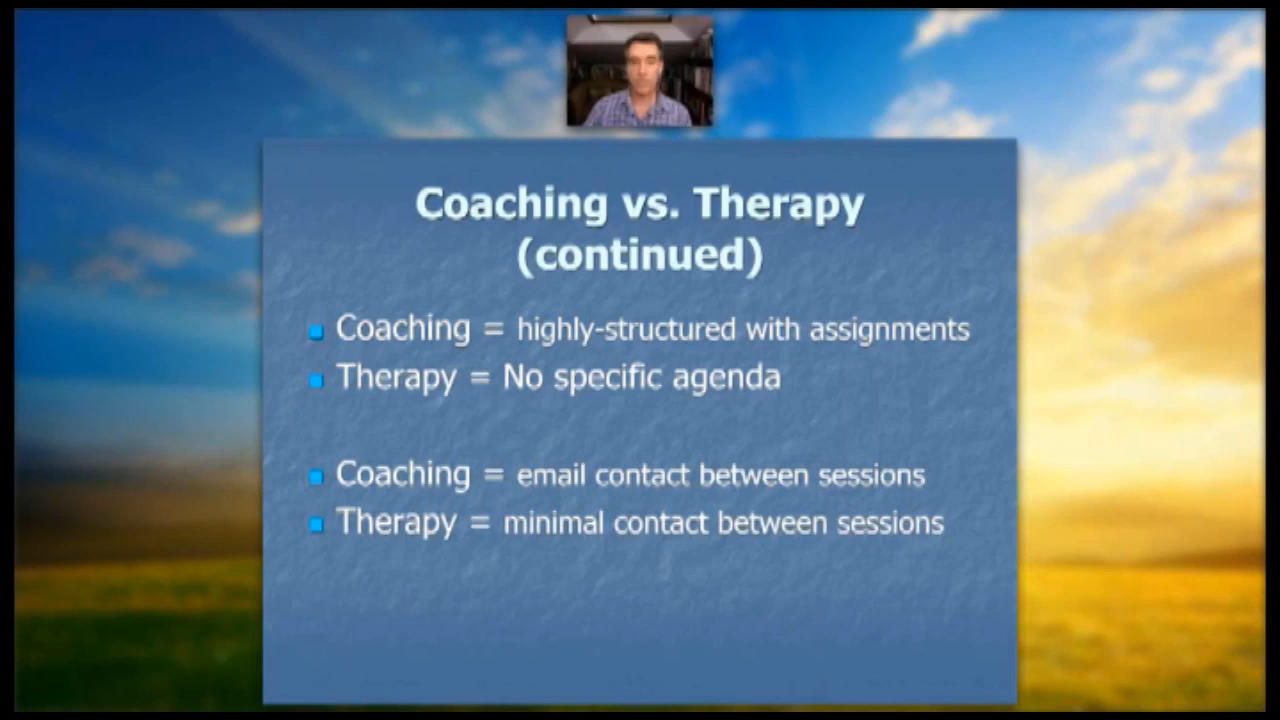 Coaching vs. Therapy
(continued)
Coaching = highly-structured with assignments
Therapy = No specific agenda
Coaching = email contact between sessions
Therapy = minimal contact between sessions